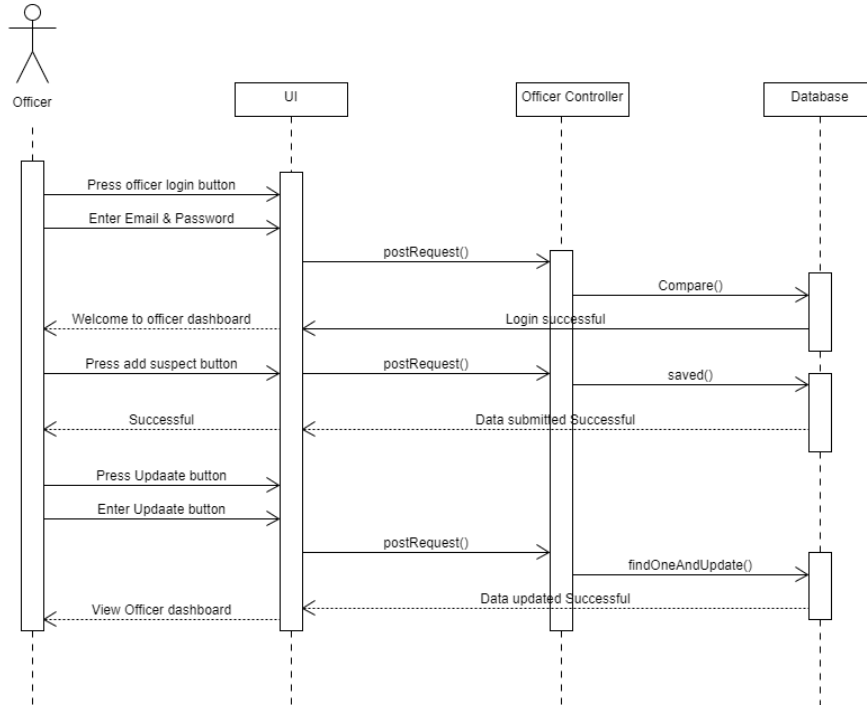 Officer
UI
Officer Controller
Database
Press officer login button
Enter Email & Password
postRequest()
Compare()
Welcome to officer dashboard
Login successful
Press add suspect button
postRequest()
saved()
Successful
Data submitted Successful
Press Updaate button
Enter Updaate button
postRequest()
findOneAndUpdate()
Data updated Successful
View Officer dashboard